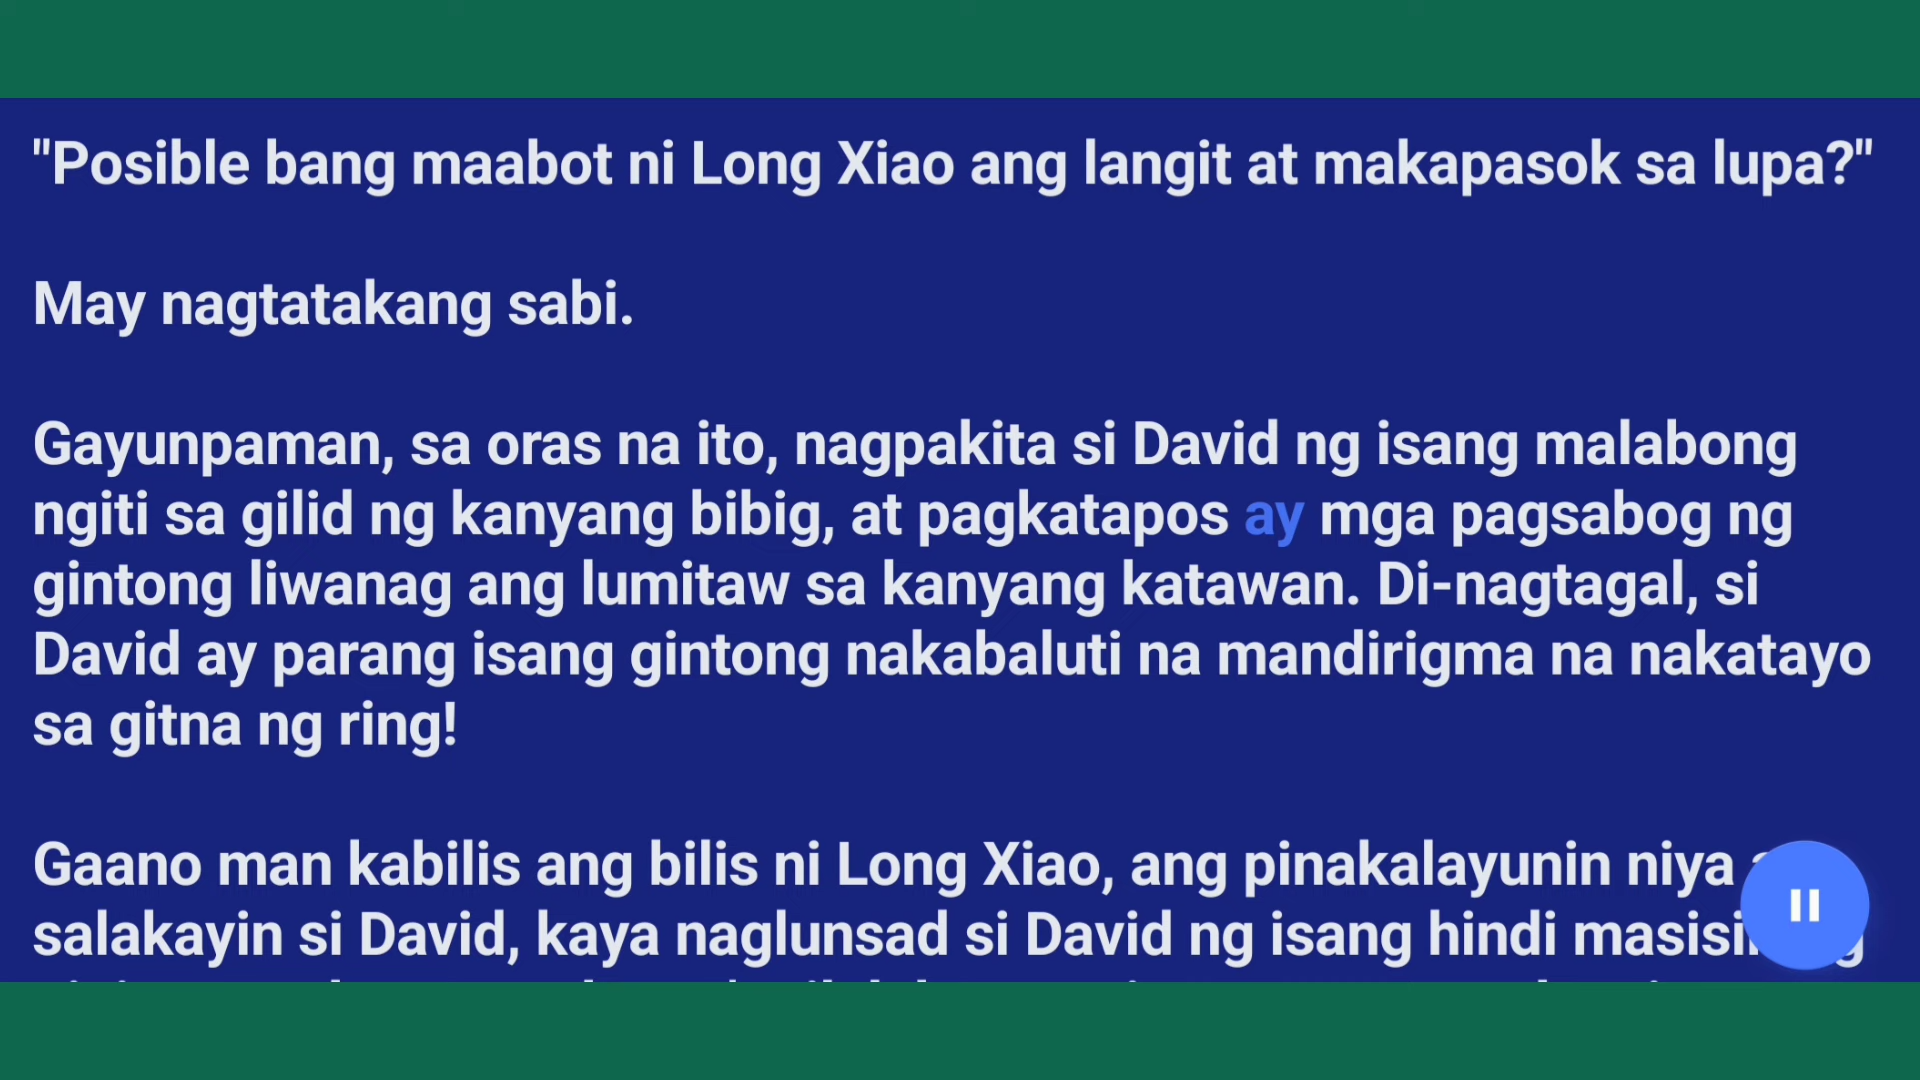 "Posible bang maabot ni Long Xiao ang langit at makapasok sa lupa?"
May nagtatakang sabi.
Gayunpaman, sa oras na ito, nagpakita si David ng isang malabong
ngiti sa gilid ng kanyang bibig, at pagkatapos ay mga pagsabog ng
gintong liwanag ang lumitaw sa kanyang katawan. Di-nagtagal, si
David ay parang isang gintong nakabaluti na mandirigma na nakatayo
sa gitna ng ring!
Gaano man kabilis ang bilis ni Long Xiao, ang pinakalayunin niya
salakayin si David, kaya naglunsad si David ng isang hindi